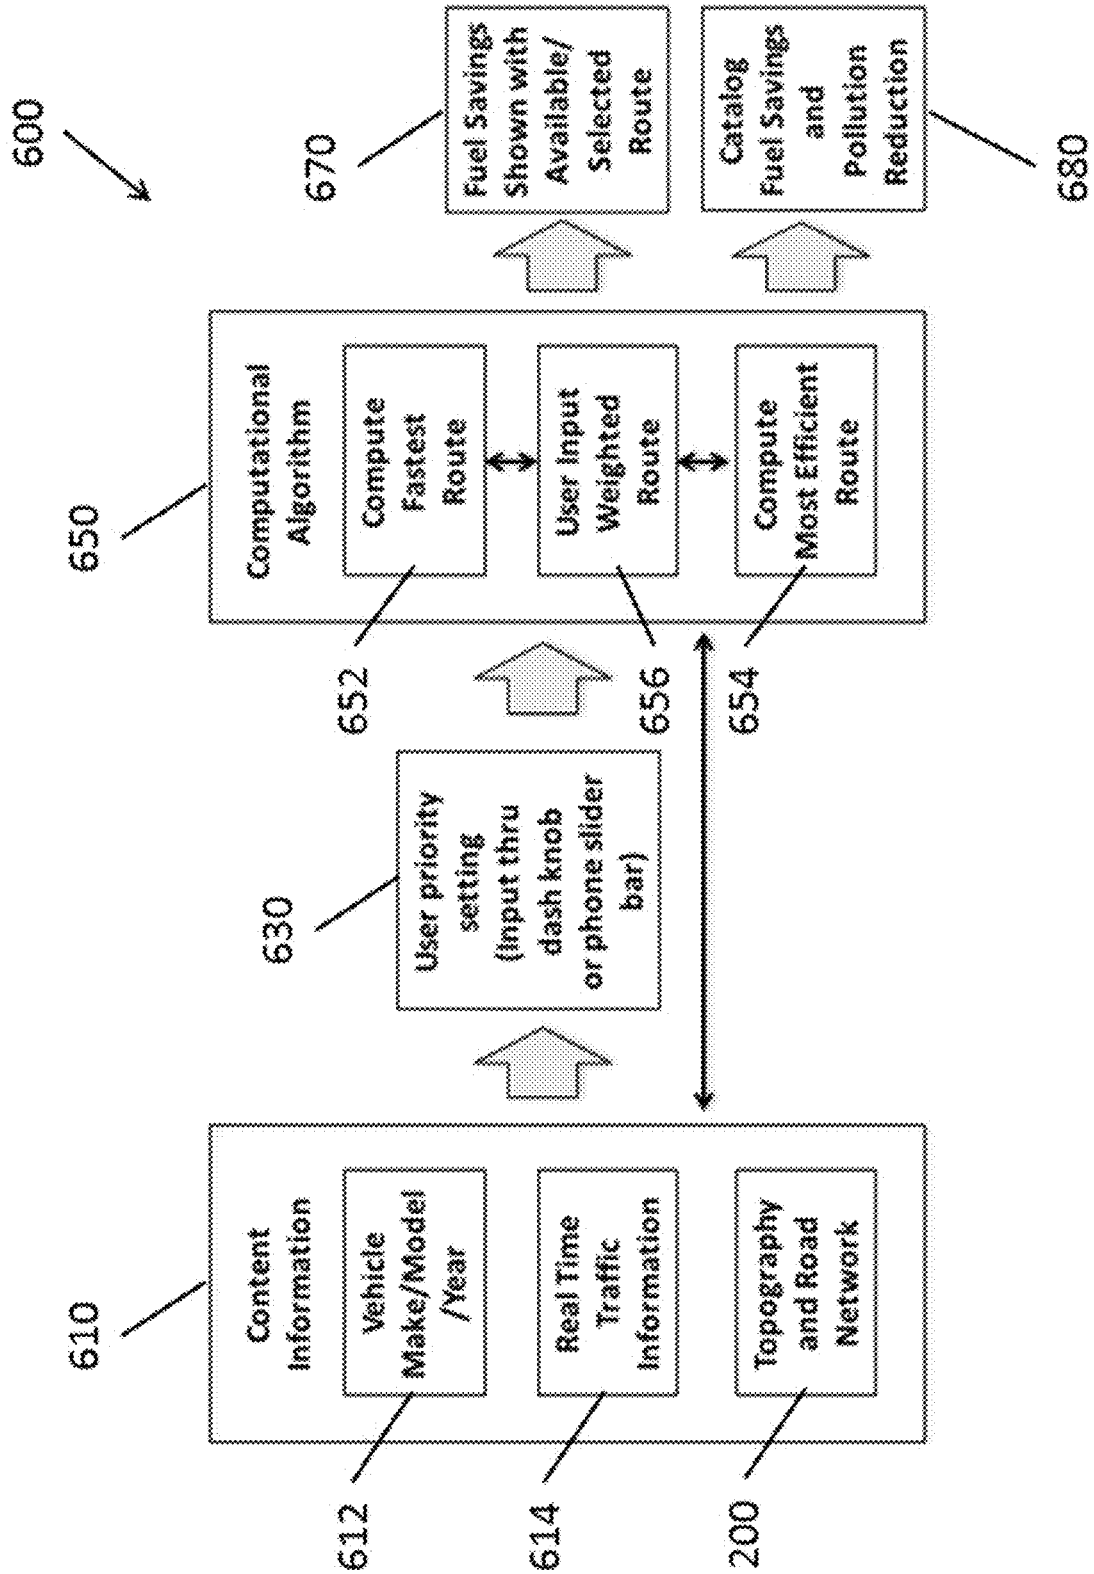 600
610
Content
Information
612
Vehicle
Make/Model
/Year
614
Real Time
Traffic
Information
200
Topography
and Road
Network
630
User priority
setting
(Input thru
dash knob
or phone slider
bar)
650
Computational
Algorithm
652
Compute
Fastest
Route
656
User Input
Weighted
Route
654
Compute
Most Efficient
Route
670
Fuel Savings
Shown with
Available/
Selected
Route
680
Catalog
Fuel Savings
and
Pollution
Reduction